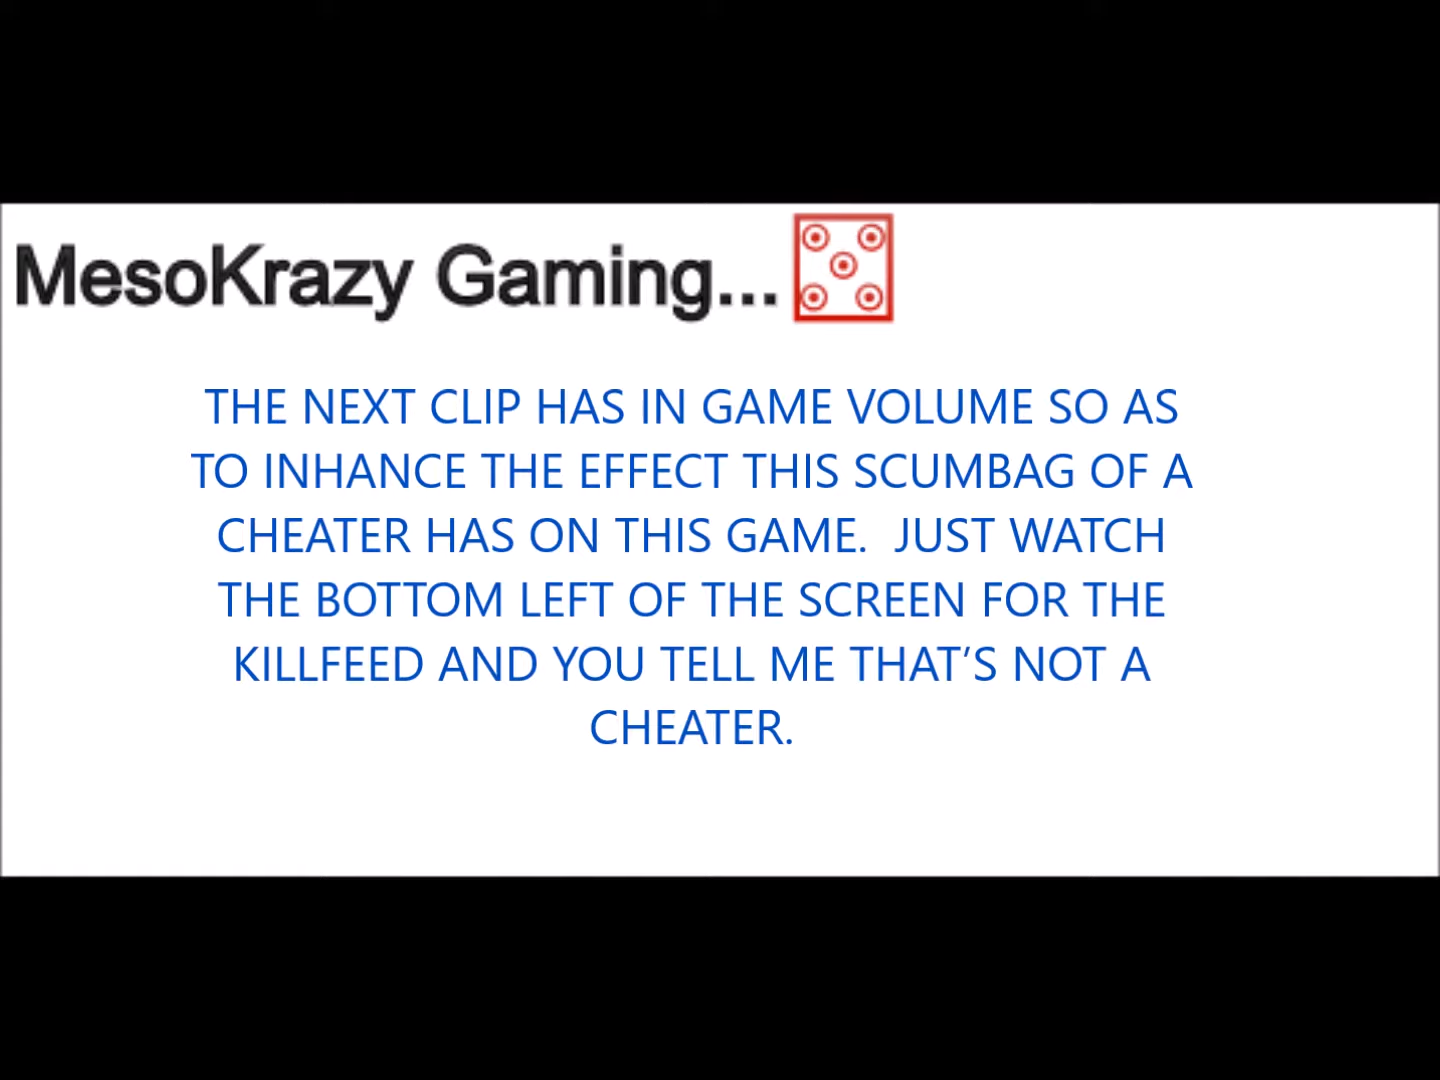 MesoKrazy Gaming...
THE NEXT CLIP HAS IN GAME VOLUME SO AS
TO INHANCE THE EFFECT THIS SCUMBAG OF A
CHEATER HAS ON THIS GAME.  JUST WATCH
THE BOTTOM LEFT OF THE SCREEN FOR THE
KILLFEED AND YOU TELL ME THAT’S NOT A
CHEATER.